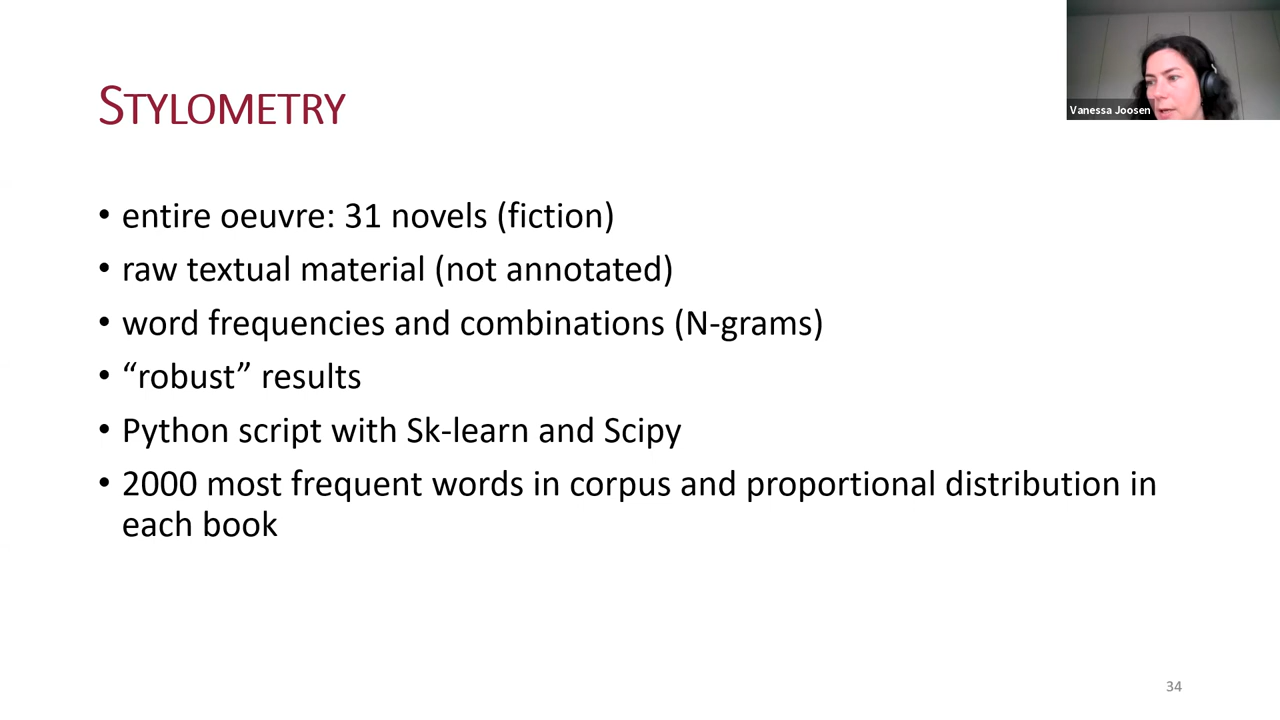 STYLOMETRY
Vanessa Joosen
• entire oeuvre: 31 novels (fiction)
• raw textual material (not annotated)
• word frequencies and combinations (N-grams)
• “robust” results
• Python script with Sk-learn and Scipy
• 2000 most frequent words in corpus and proportional distribution in
each book
34